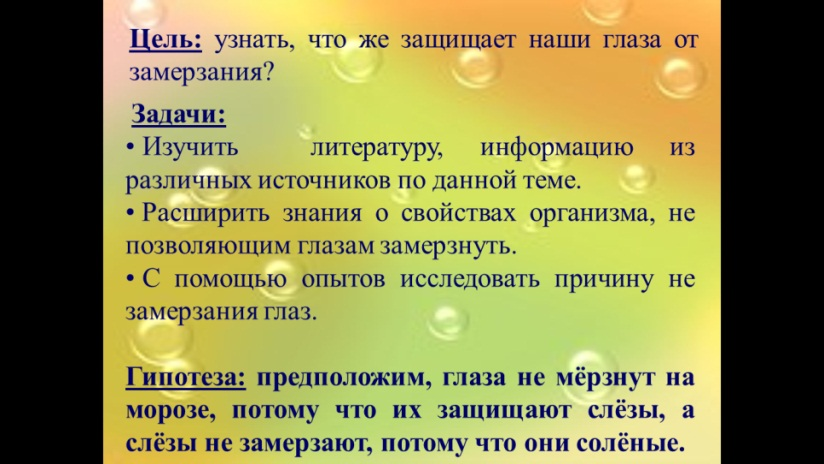 Цель: узнать, что же защищает наши глаза от
замерзания?
Задачи:
• Изучить литературу, информацию из
различных источников по данной теме.
• Расширить знания о свойствах организма, не
позволяющим глазам замерзнуть.
• С помощью опытов исследовать причину не
замерзания глаз.
Гипотеза: предположим, глаза не мёрзнут на
морозе, потому что их защищают слёзы, а
слёзы не замерзают, потому что они солёные.